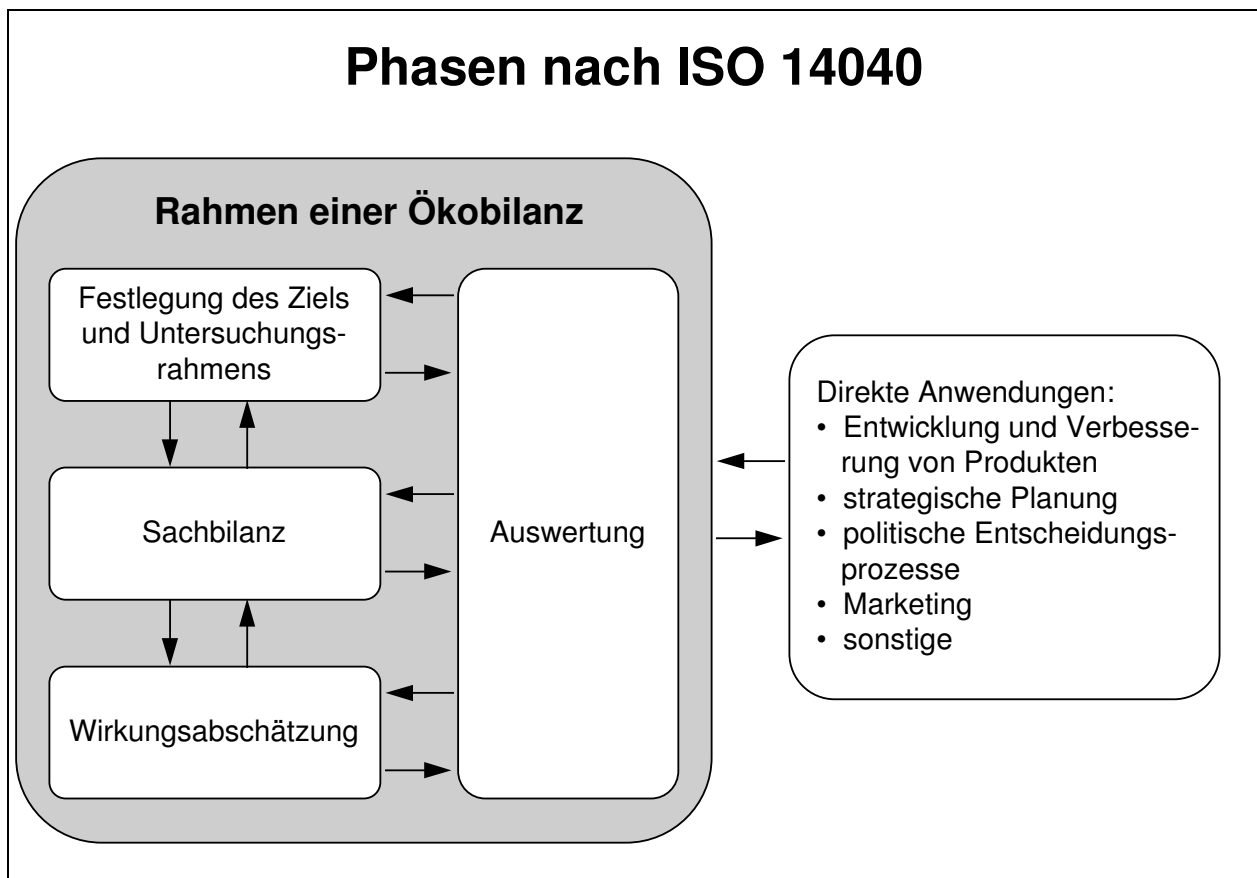 Phasen nach ISO 14040
Rahmen einer Ökobilanz
Festlegung des Ziels
und Untersuchungs-
rahmens
Sachbilanz
Wirkungsabschätzung
Auswertung
Direkte Anwendungen:
• Entwicklung und Verbesse-
rung von Produkten
• strategische Planung
• politische Entscheidungs-
prozesse
• Marketing
• sonstige